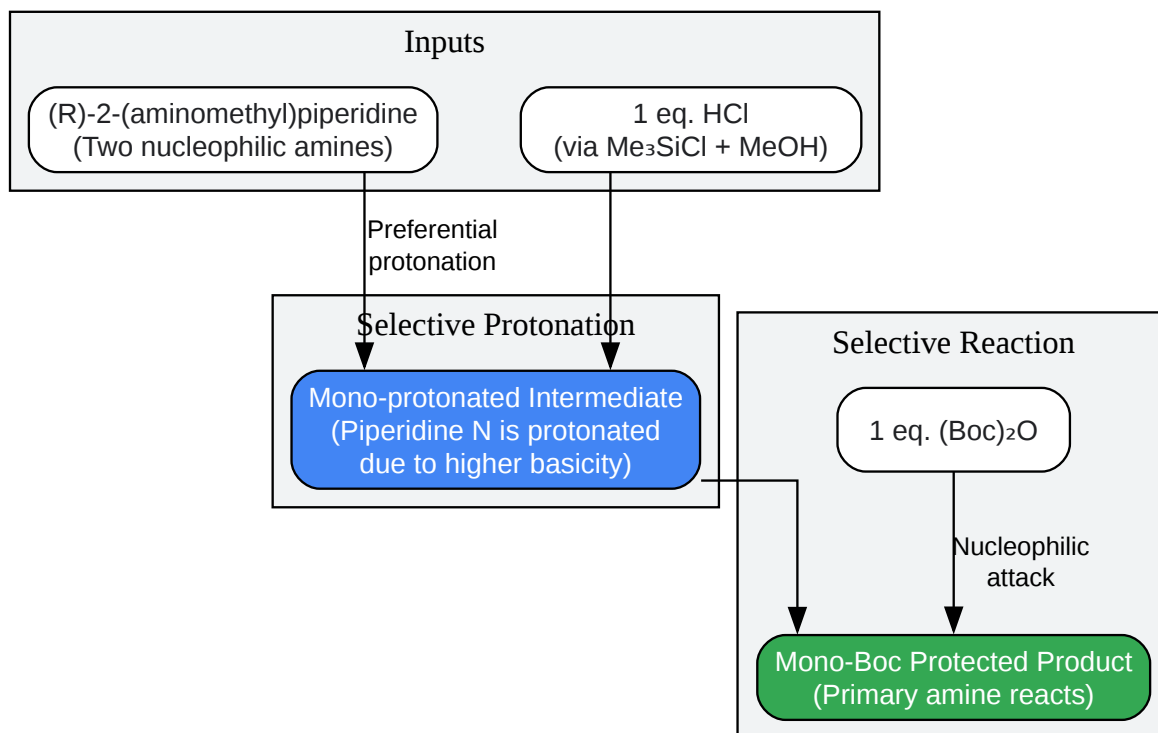 Inputs
(R)-2-(aminomethyl)piperidine
(Two nucleophilic amines)
1 eq. HCl
(via Me₃SiCl + MeOH)
Preferential
protonation
Selective Protonation
Mono-protonated Intermediate
(Piperidine N is protonated
due to higher basicity)
Selective Reaction
1 eq. (Boc)₂O
Nucleophilic
attack
Mono-Boc Protected Product
(Primary amine reacts)